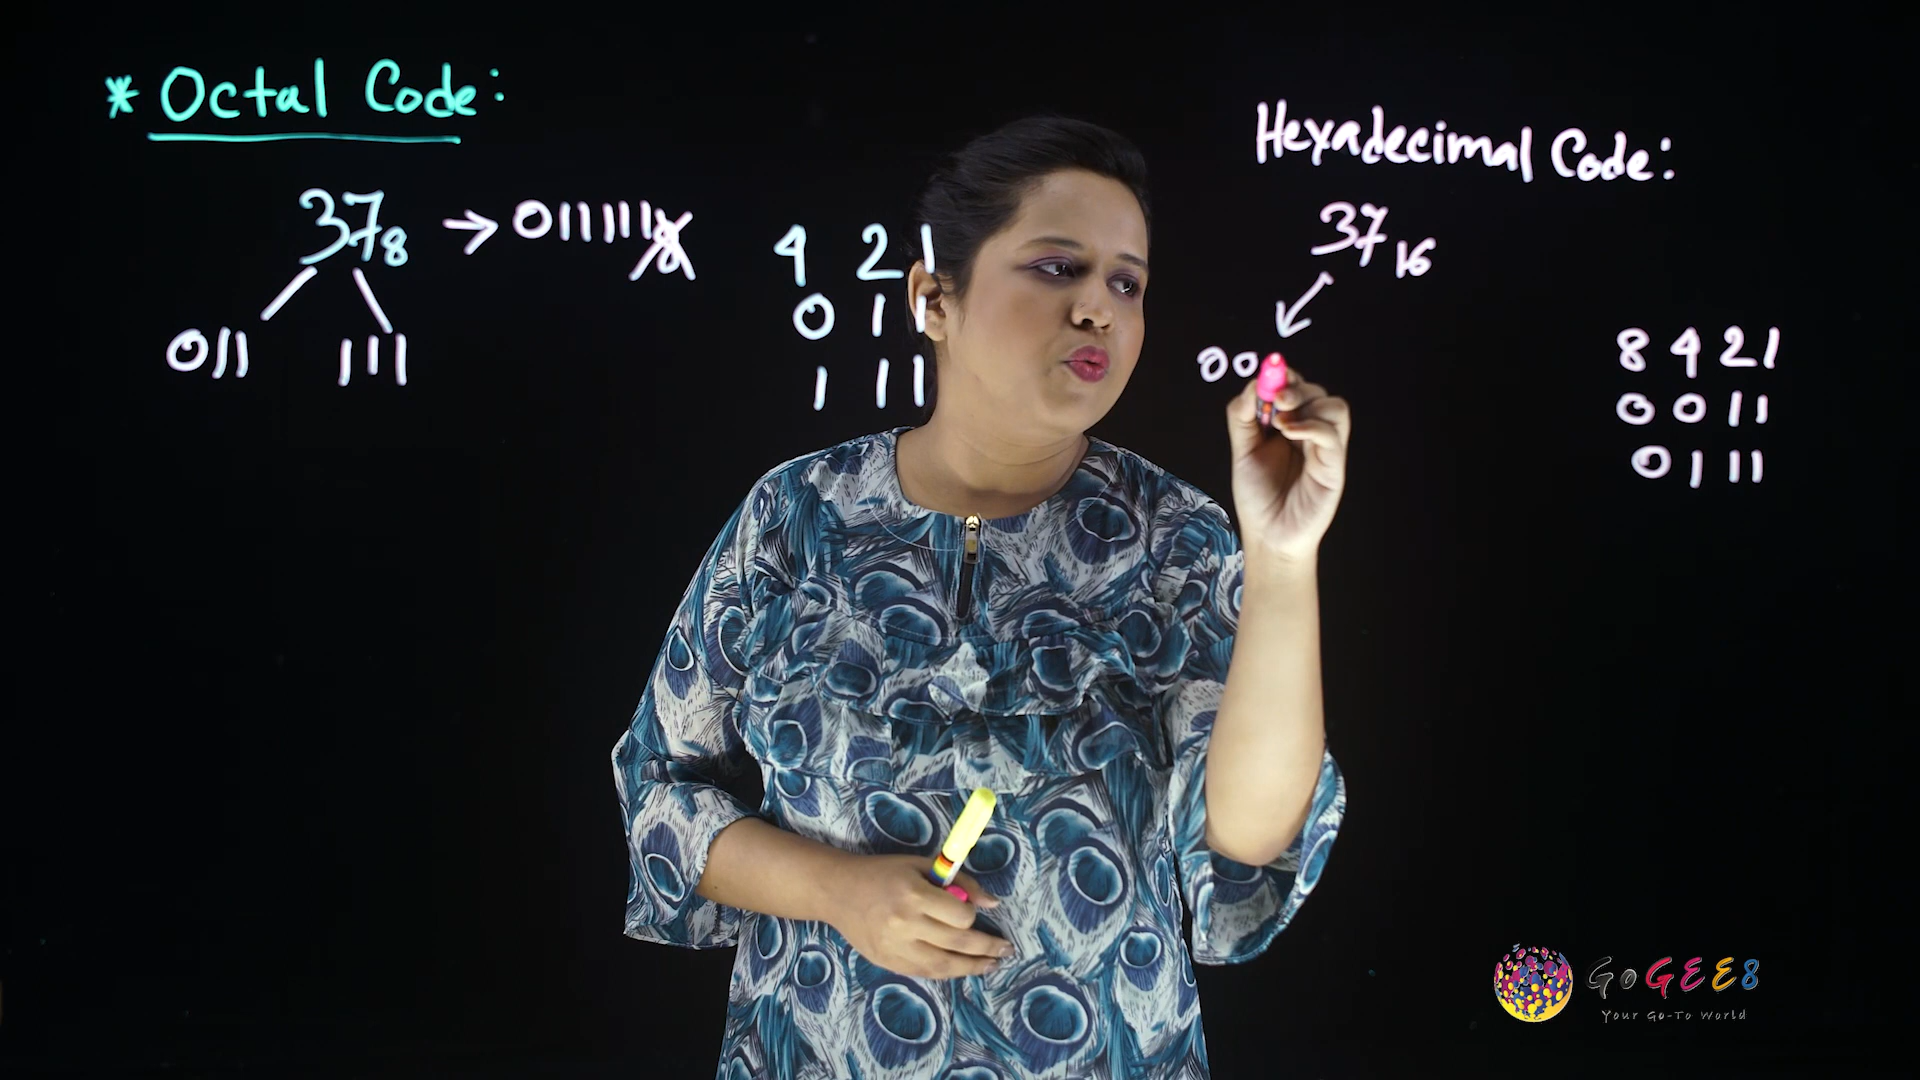 * Octal Code:
37₈ → 011111 8
011 111
4 2 1
0 1 1
1 1 1
Hexadecimal Code:
37₁₆
00
8 4 2 1
0 0 1 1
0 1 1 1
GoGEE8
Your Go-To World